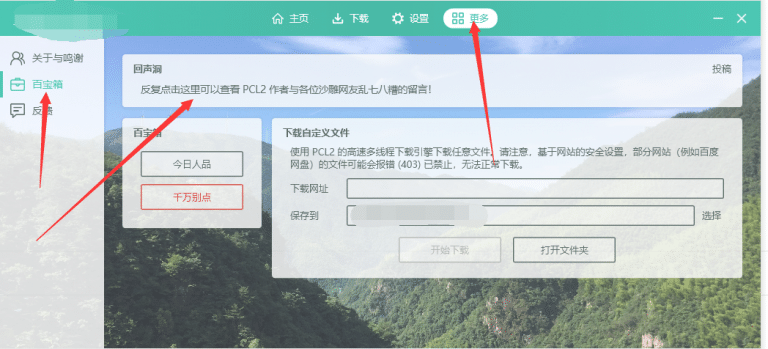 主页
下载
设置
更多
关于与鸣谢
百宝箱
反馈
回声洞
投稿
反复点击这里可以查看 PCL2 作者与各位沙雕网友乱七八糟的留言！
百宝箱
今日人品
千万别点
下载自定义文件
使用 PCL2 的高速多线程下载引擎下载任意文件。请注意，基于网站的安全设置，部分网站（例如百度
网盘）的文件可能会报错 (403) 已禁止，无法正常下载。
下载网址
保存到
选择
开始下载
打开文件夹